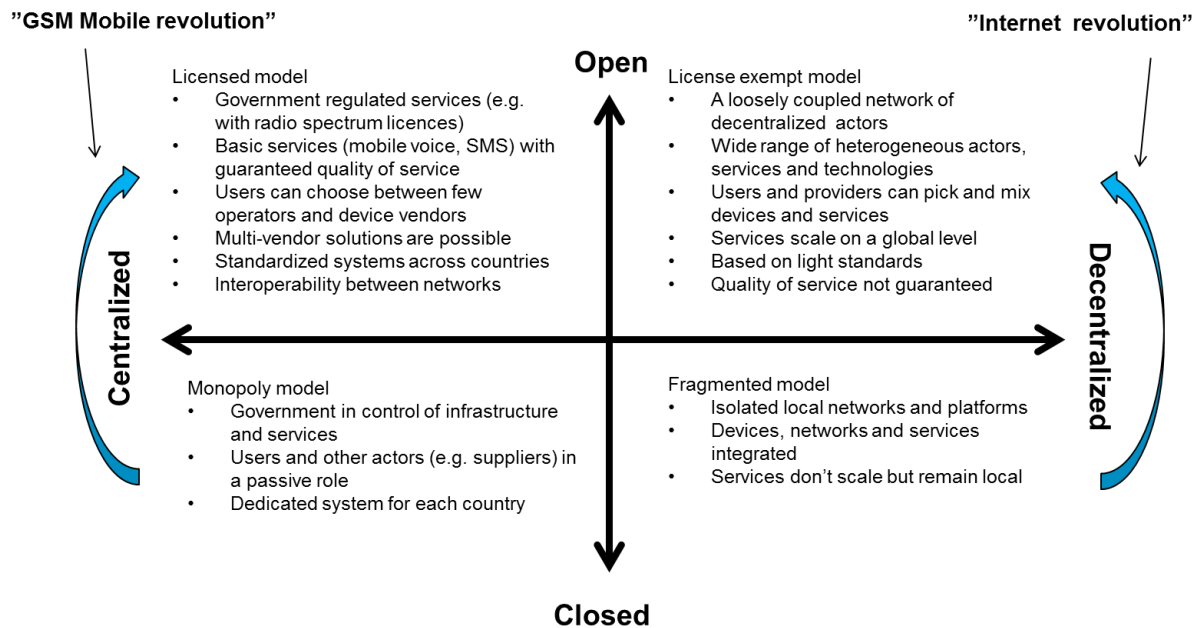 ”GSM Mobile revolution”
”Internet revolution”
Open
Licensed model
• Government regulated services (e.g.
with radio spectrum licences)
• Basic services (mobile voice, SMS) with
guaranteed quality of service
• Users can choose between few
operators and device vendors
• Multi-vendor solutions are possible
• Standardized systems across countries
• Interoperability between networks
License exempt model
• A loosely coupled network of
decentralized actors
• Wide range of heterogeneous actors,
services and technologies
• Users and providers can pick and mix
devices and services
• Services scale on a global level
• Based on light standards
• Quality of service not guaranteed
Centralized
Decentralized
Monopoly model
• Government in control of infrastructure
and services
• Users and other actors (e.g. suppliers) in
a passive role
• Dedicated system for each country
Fragmented model
• Isolated local networks and platforms
• Devices, networks and services
integrated
• Services don’t scale but remain local
Closed